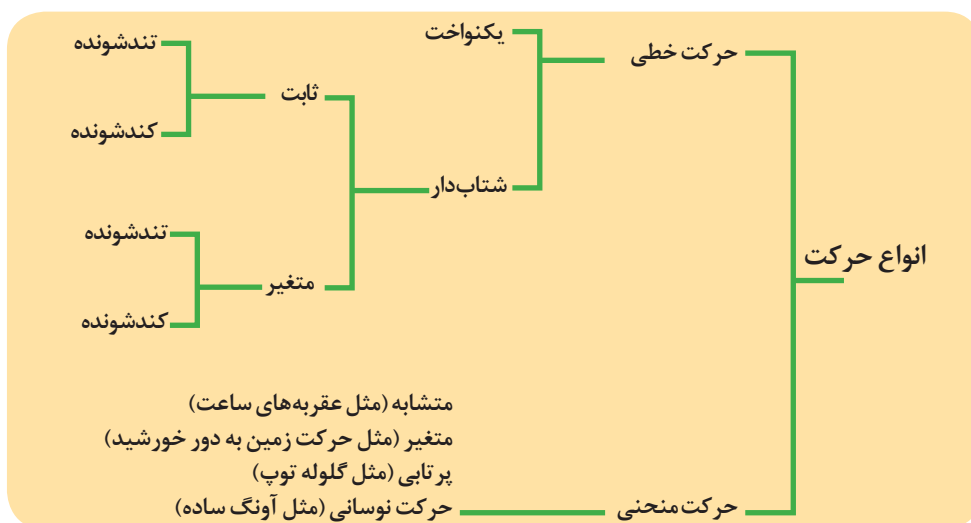 انواع حرکت
حرکت خطی
یکنواخت
شتاب‌دار
ثابت
تندشونده
کندشونده
متغیر
تندشونده
کندشونده
حرکت منحنی
متشابه (مثل عقربه‌های ساعت)
متغیر (مثل حرکت زمین به دور خورشید)
پرتابی (مثل گلوله توپ)
حرکت نوسانی (مثل آونگ ساده)